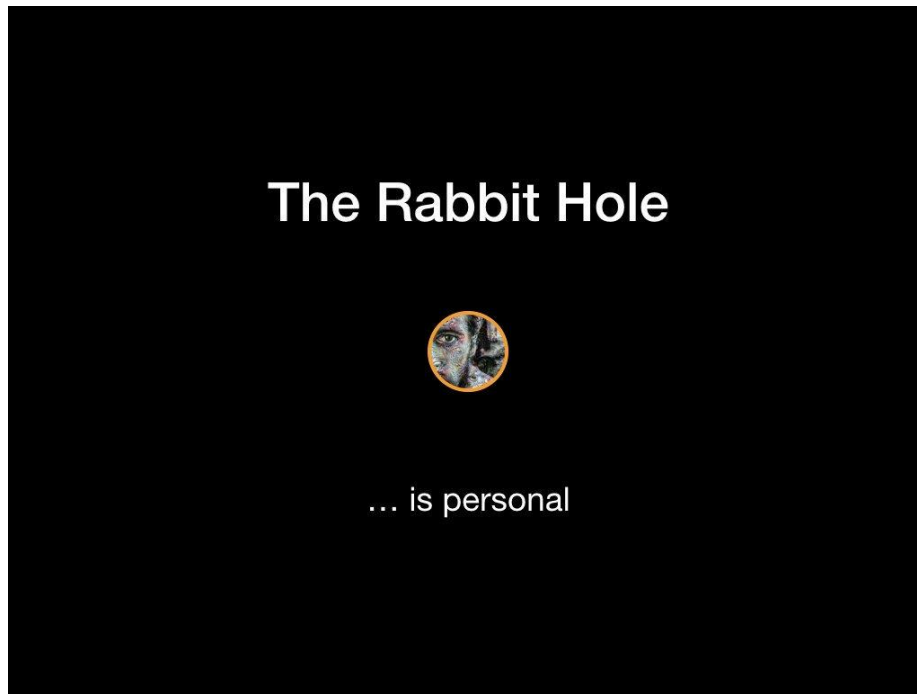 The Rabbit Hole
… is personal